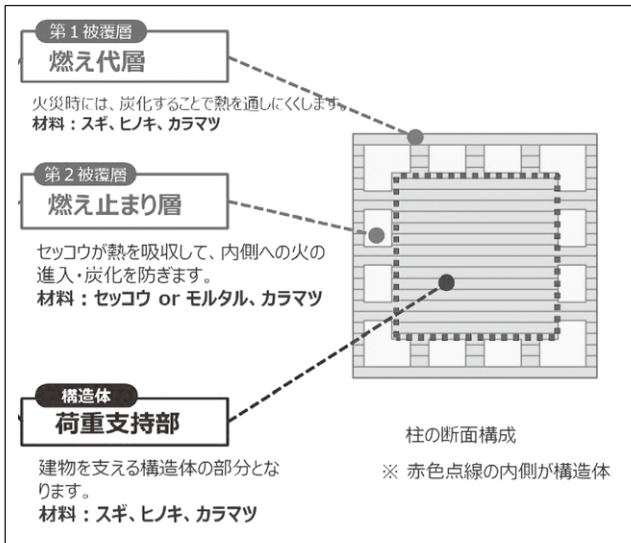 第1被覆層
燃え代層
火災時には、炭化することで熱を通しにくくします。
材料：スギ、ヒノキ、カラマツ
第2被覆層
燃え止まり層
セッコウが熱を吸収して、内側への火の
進入・炭化を防ぎます。
材料：セッコウ or モルタル、カラマツ
構造体
荷重支持部
建物を支える構造体の部分とな
ります。
材料：スギ、ヒノキ、カラマツ
柱の断面構成
※ 赤色点線の内側が構造体